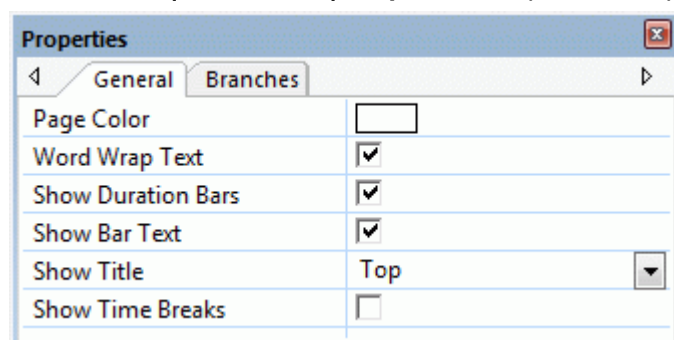 Properties
General Branches
Page Color
Word Wrap Text
Show Duration Bars
Show Bar Text
Show Title Top
Show Time Breaks